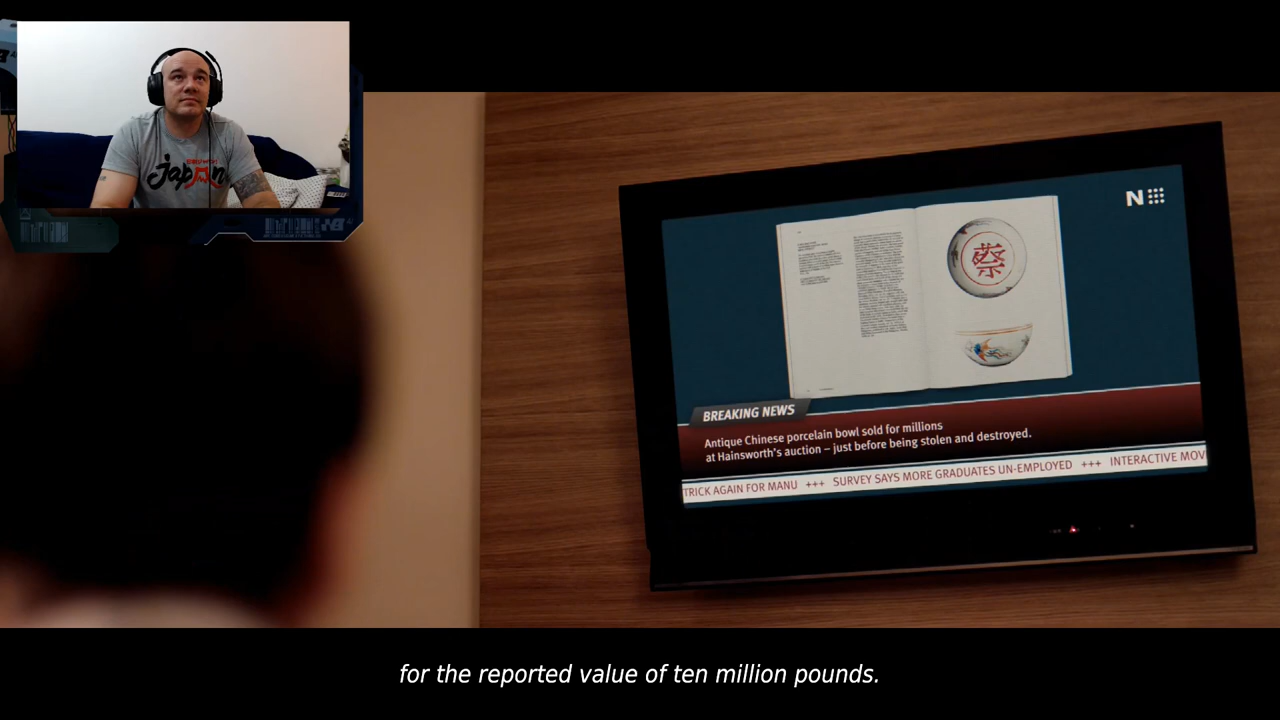 Japan
N
蔡
BREAKING NEWS
Antique Chinese porcelain bowl sold for millions
at Hainsworth's auction – just before being stolen and destroyed.
TRICK AGAIN FOR MANU +++ SURVEY SAYS MORE GRADUATES UN-EMPLOYED +++ INTERACTIVE MOVI
for the reported value of ten million pounds.